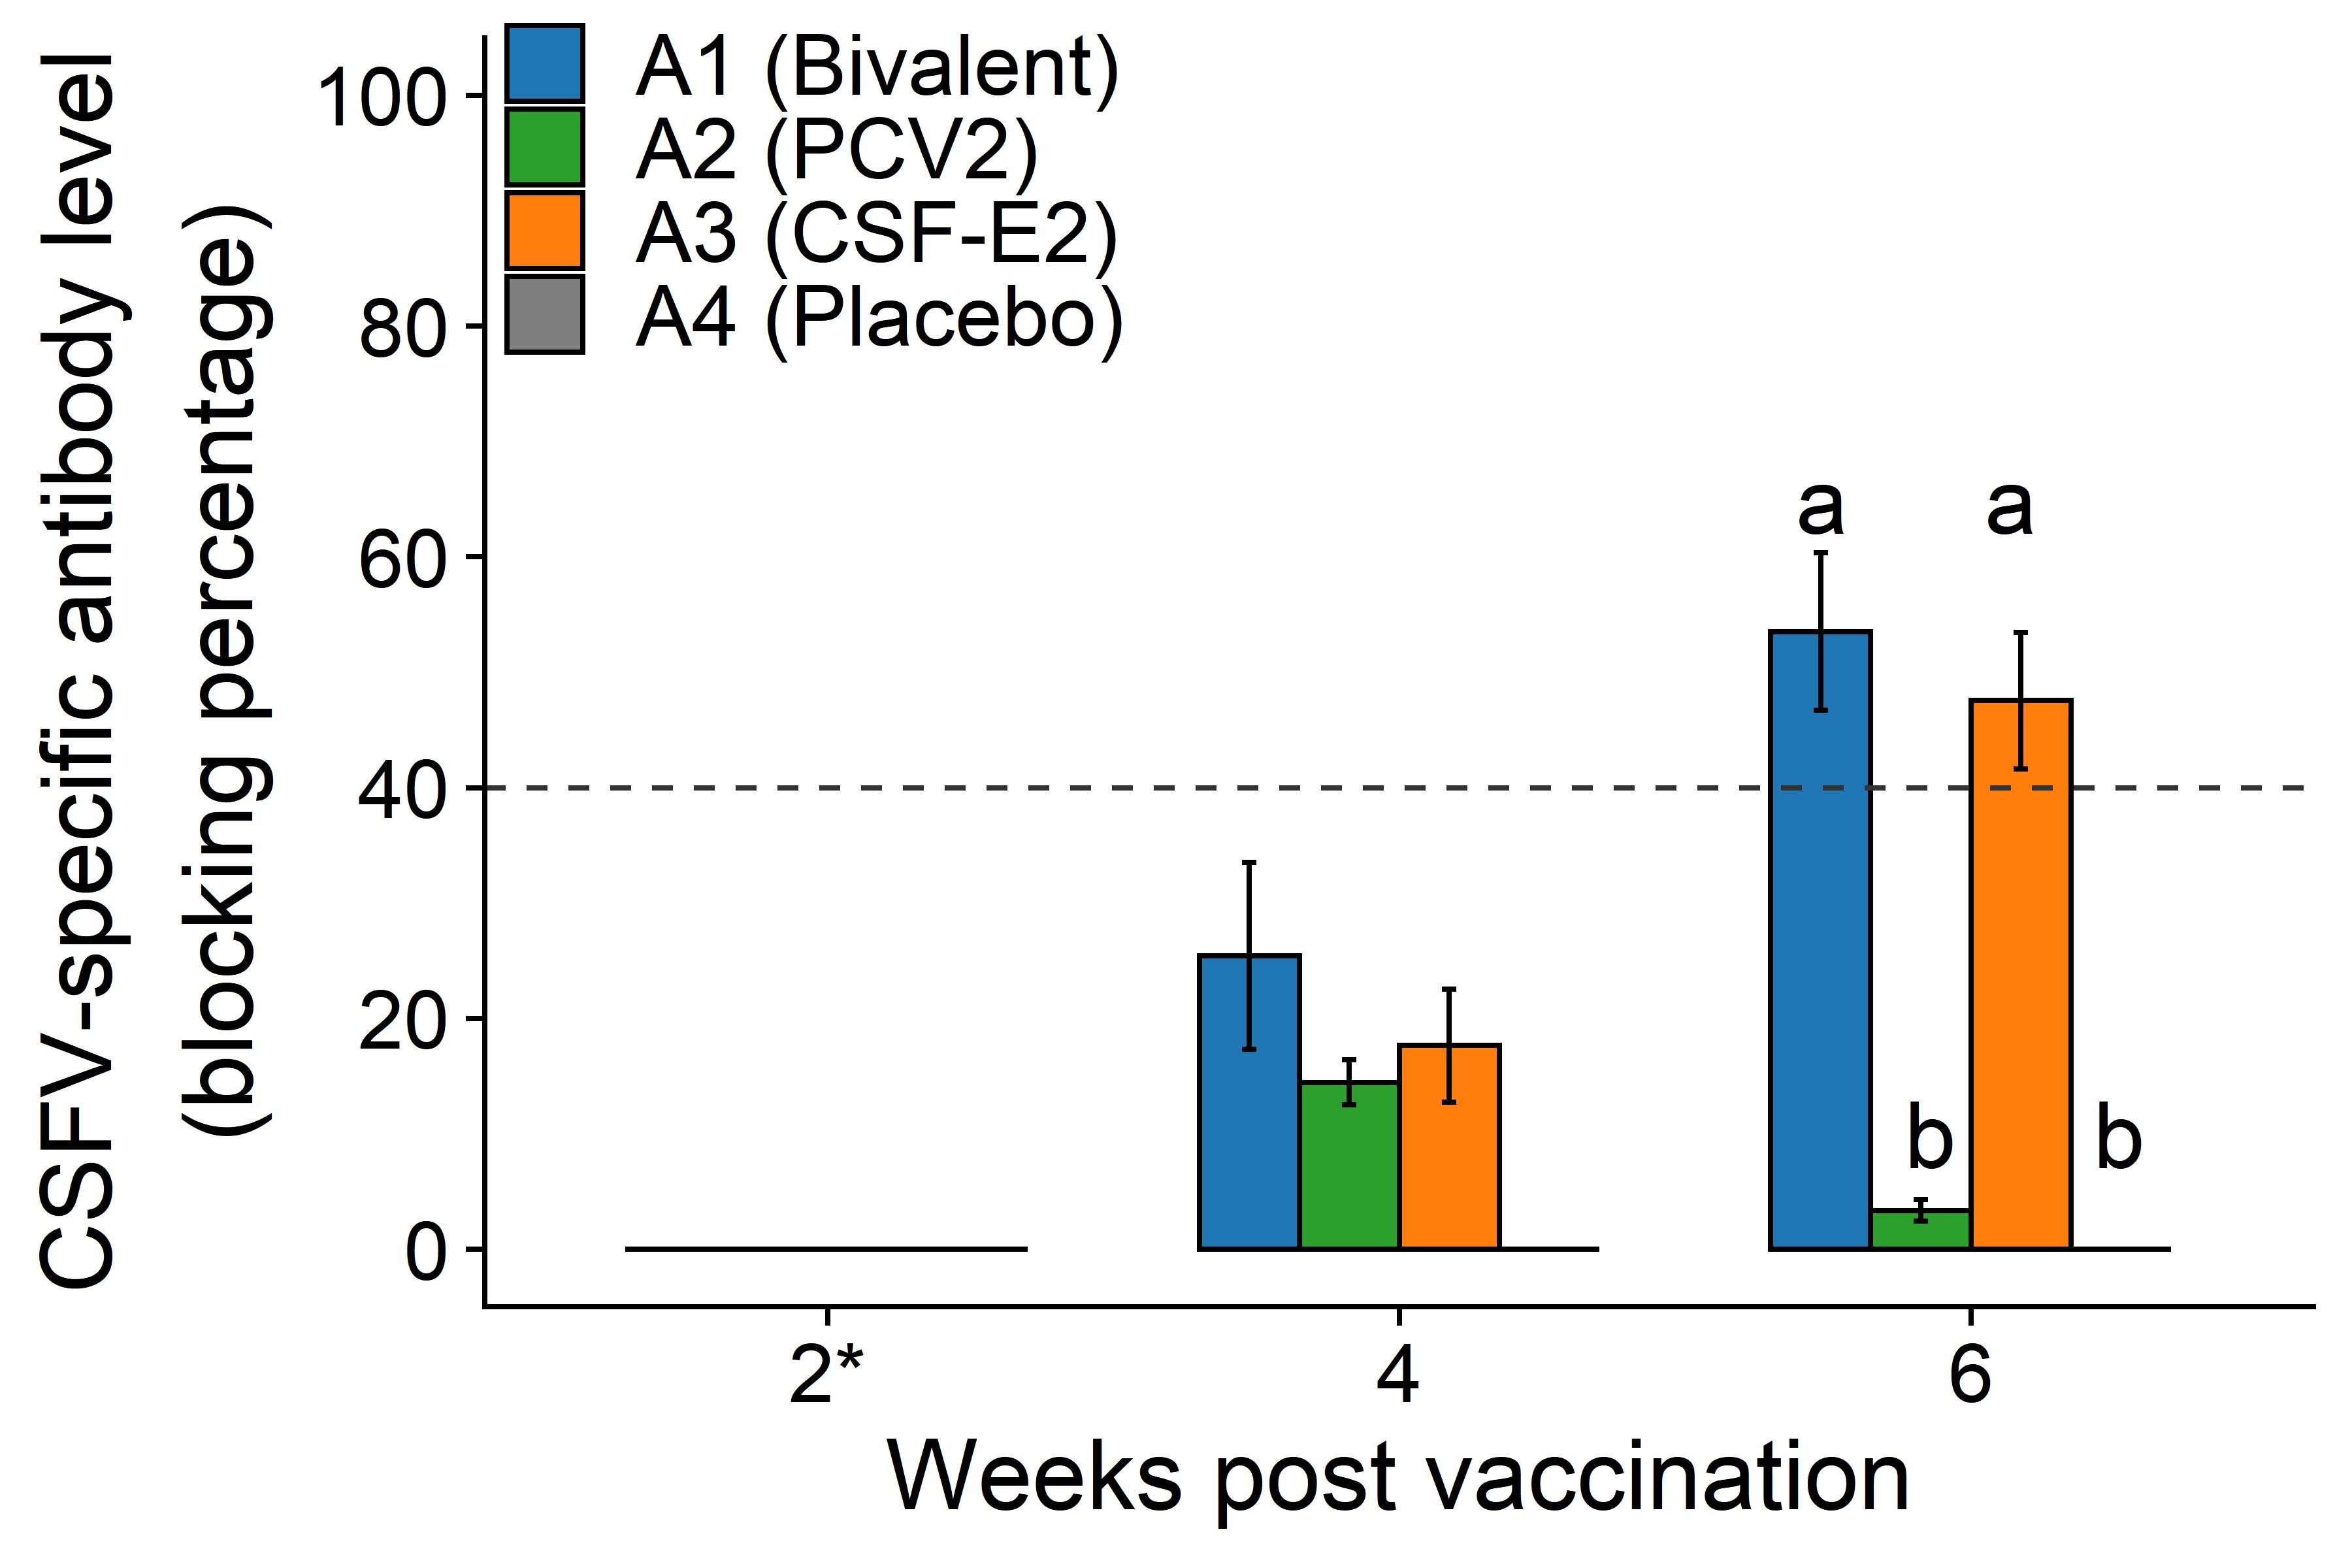 CSFV-specific antibody level
(blocking percentage)
100
80
60
40
20
0
A1 (Bivalent)
A2 (PCV2)
A3 (CSF-E2)
A4 (Placebo)
a
a
b
b
2*
4
6
Weeks post vaccination